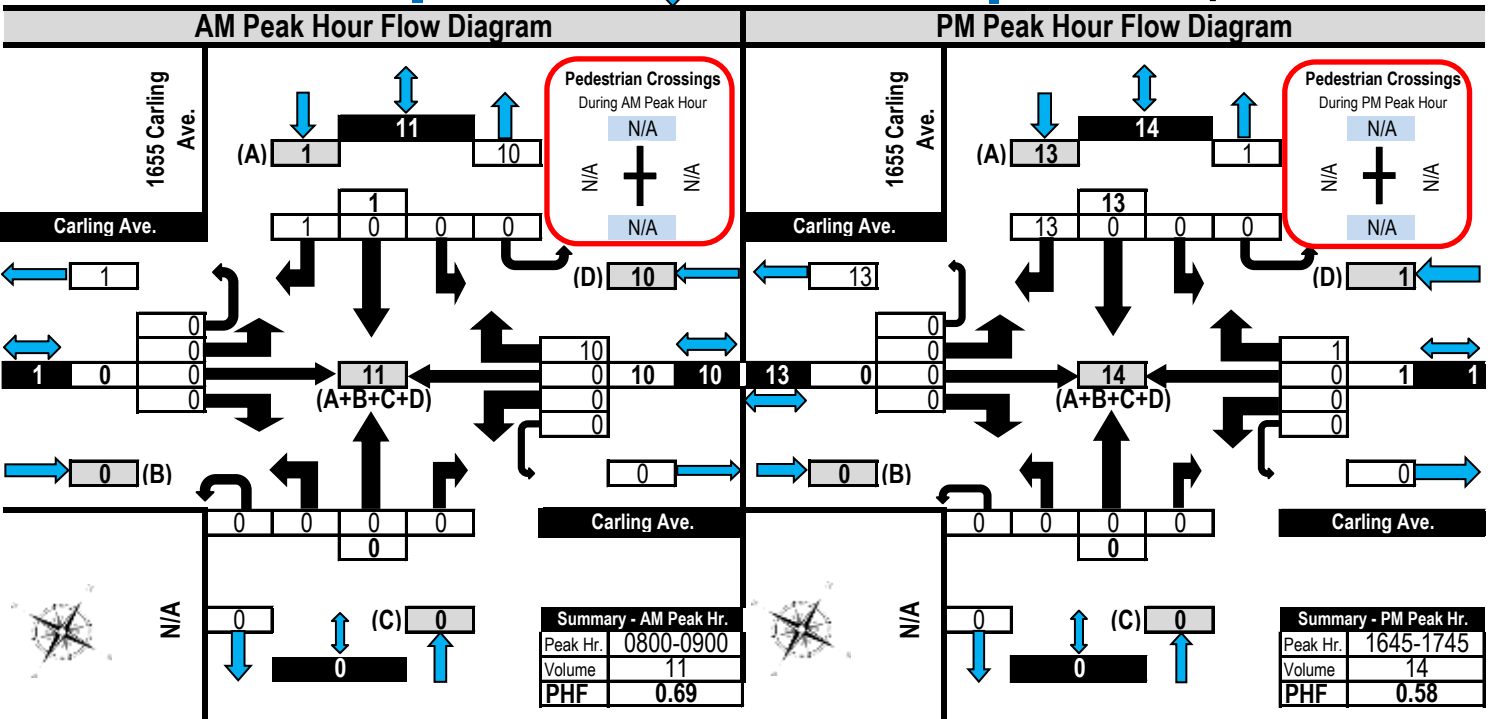 AM Peak Hour Flow Diagram
1655 Carling
Ave.
Pedestrian Crossings
During AM Peak Hour
N/A
N/A N/A
N/A
11
(A) 1 10
1
1 0 0 0
Carling Ave.
1
(D) 10
0
0 10
1 0 0 11 0 10 10
0 (A+B+C+D) 0
0
0 (B)
0
0 0 0 0
0
Carling Ave.
N/A
0
(C) 0
0
Summary - AM Peak Hr.
Peak Hr. 0800-0900
Volume 11
PHF 0.69
PM Peak Hour Flow Diagram
1655 Carling
Ave.
Pedestrian Crossings
During PM Peak Hour
N/A
N/A N/A
N/A
14
(A) 13 1
13
13 0 0 0
Carling Ave.
13
(D) 1
0
0 1
13 0 0 14 0 1 1
0 (A+B+C+D) 0
0
0 (B)
0
0 0 0 0
0
Carling Ave.
N/A
0
(C) 0
0
Summary - PM Peak Hr.
Peak Hr. 1645-1745
Volume 14
PHF 0.58